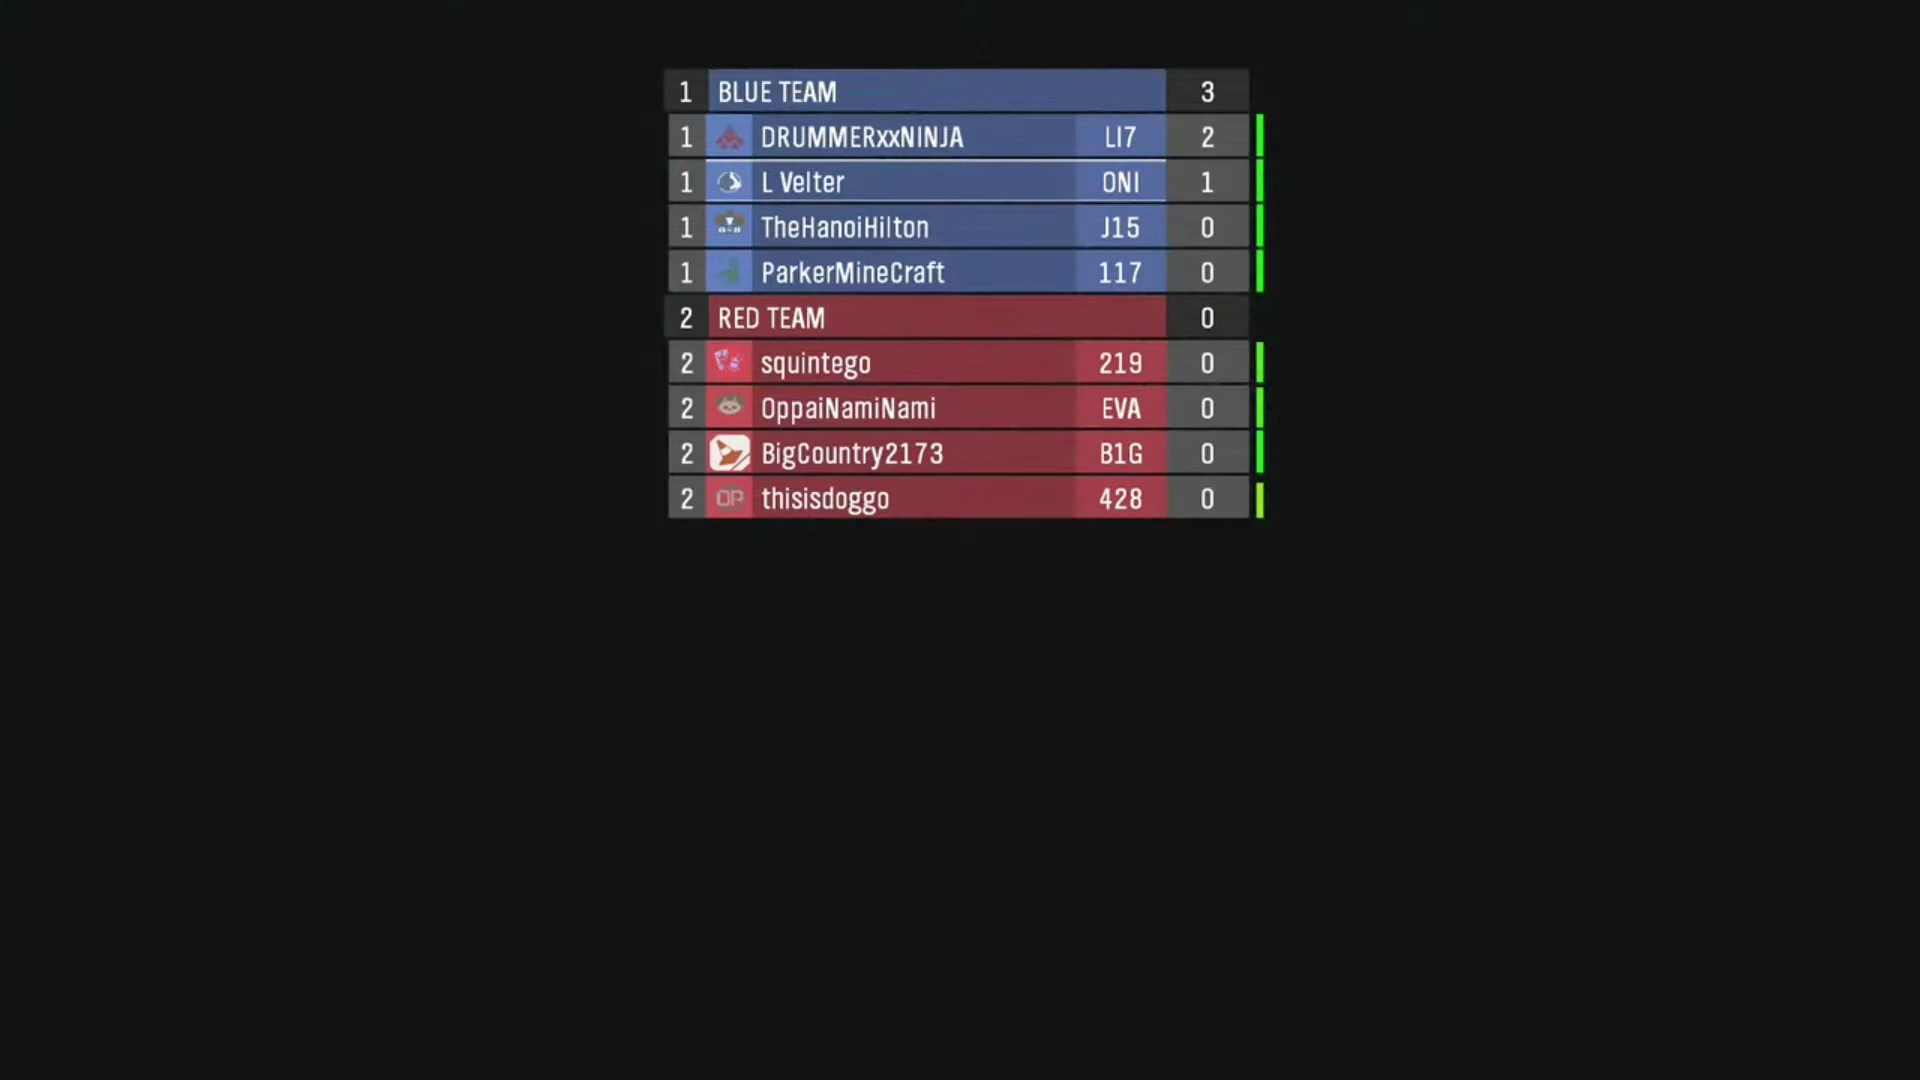 1 BLUE TEAM 3
1 DRUMMERxxNINJA LI7 2
1 L Velter ONI 1
1 TheHanoiHilton J15 0
1 ParkerMineCraft 117 0
2 RED TEAM 0
2 squintego 219 0
2 OppaiNamiNami EVA 0
2 BigCountry2173 B1G 0
2 OP thisisdoggo 428 0